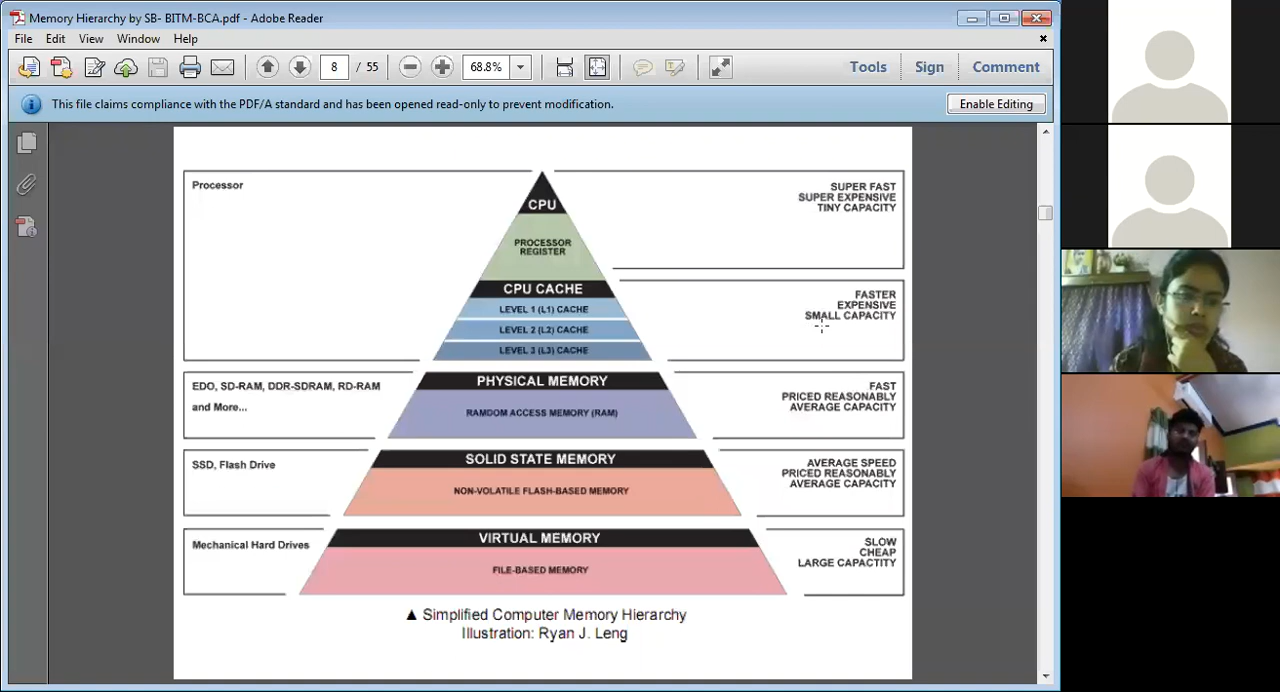 Memory Hierarchy by SB- BITM-BCA.pdf - Adobe Reader
File Edit View Window Help
8 / 55 68.8% Tools Sign Comment
This file claims compliance with the PDF/A standard and has been opened read-only to prevent modification. Enable Editing
Processor
CPU
SUPER FAST
SUPER EXPENSIVE
TINY CAPACITY
PROCESSOR
REGISTER
CPU CACHE
LEVEL 1 (L1) CACHE
LEVEL 2 (L2) CACHE
LEVEL 3 (L3) CACHE
FASTER
EXPENSIVE
SMALL CAPACITY
EDO, SD-RAM, DDR-SDRAM, RD-RAM
and More...
PHYSICAL MEMORY
RAMDOM ACCESS MEMORY (RAM)
FAST
PRICED REASONABLY
AVERAGE CAPACITY
SSD, Flash Drive
SOLID STATE MEMORY
NON-VOLATILE FLASH-BASED MEMORY
AVERAGE SPEED
PRICED REASONABLY
AVERAGE CAPACITY
Mechanical Hard Drives
VIRTUAL MEMORY
FILE-BASED MEMORY
SLOW
CHEAP
LARGE CAPACTITY
▲ Simplified Computer Memory Hierarchy
Illustration: Ryan J. Leng